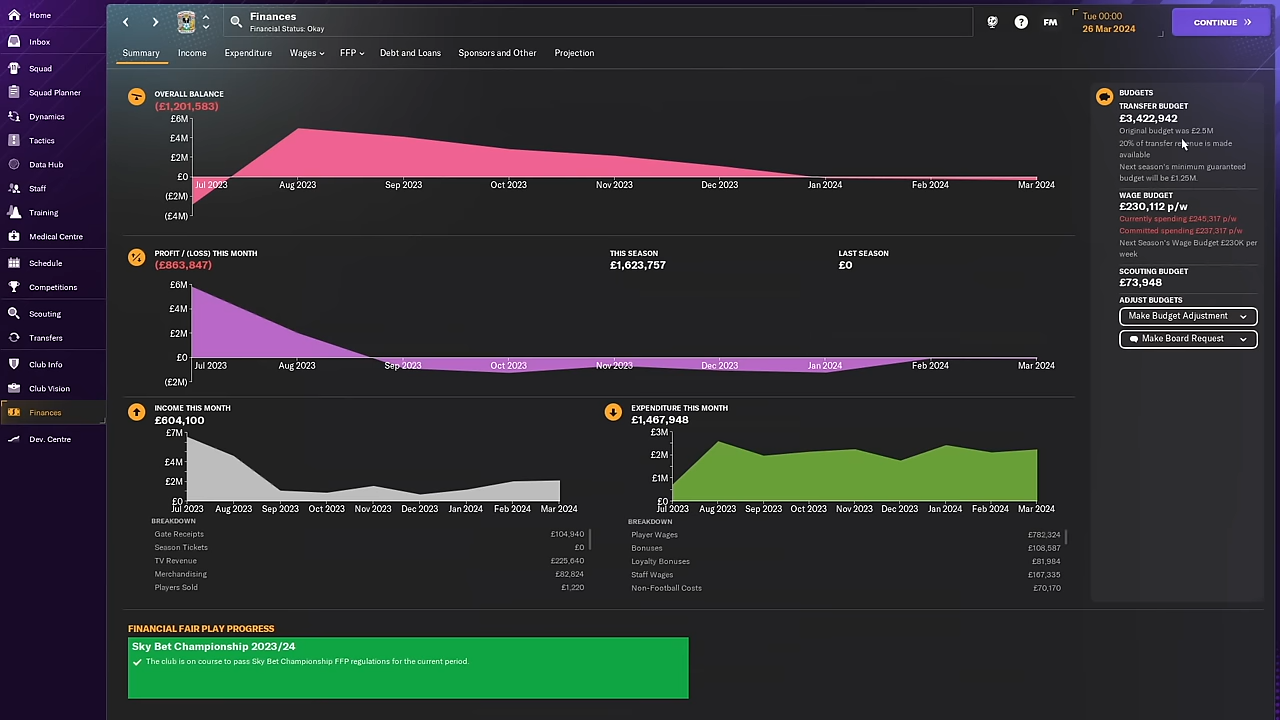 Home
Inbox
Squad
Squad Planner
Dynamics
Tactics
Data Hub
Staff
Training
Medical Centre
Schedule
Competitions
Scouting
Transfers
Club Info
Club Vision
Finances
Dev. Centre
Finances
Financial Status: Okay
FM
Tue 00:00
26 Mar 2024
CONTINUE
Summary Income Expenditure Wages FFP Debt and Loans Sponsors and Other Projection
OVERALL BALANCE
(£1,201,583)
£6M
£4M
£2M
£0
(£2M)
(£4M)
Jul 2023 Aug 2023 Sep 2023 Oct 2023 Nov 2023 Dec 2023 Jan 2024 Feb 2024 Mar 2024
PROFIT / (LOSS) THIS MONTH
(£863,847)
THIS SEASON
£1,623,757
LAST SEASON
£0
£6M
£4M
£2M
£0
(£2M)
Jul 2023 Aug 2023 Sep 2023 Oct 2023 Nov 2023 Dec 2023 Jan 2024 Feb 2024 Mar 2024
INCOME THIS MONTH
£604,100
£7M
£4M
£2M
£0
Jul 2023 Aug 2023 Sep 2023 Oct 2023 Nov 2023 Dec 2023 Jan 2024 Feb 2024 Mar 2024
BREAKDOWN
Gate Receipts £104,940
Season Tickets £0
TV Revenue £225,640
Merchandising £82,824
Players Sold £1,220
EXPENDITURE THIS MONTH
£1,467,948
£3M
£2M
£1M
£0
Jul 2023 Aug 2023 Sep 2023 Oct 2023 Nov 2023 Dec 2023 Jan 2024 Feb 2024 Mar 2024
BREAKDOWN
Player Wages £782,324
Bonuses £108,587
Loyalty Bonuses £81,984
Staff Wages £167,335
Non-Football Costs £70,170
FINANCIAL FAIR PLAY PROGRESS
Sky Bet Championship 2023/24
The club is on course to pass Sky Bet Championship FFP regulations for the current period.
BUDGETS
TRANSFER BUDGET
£3,422,942
Original budget was £2.5M
20% of transfer revenue is made
available
Next season's minimum guaranteed
budget will be £1.25M.
WAGE BUDGET
£230,112 p/w
Currently spending £245,317 p/w
Committed spending £237,317 p/w
Next Season's Wage Budget £230K per
week
SCOUTING BUDGET
£73,948
ADJUST BUDGETS
Make Budget Adjustment
Make Board Request